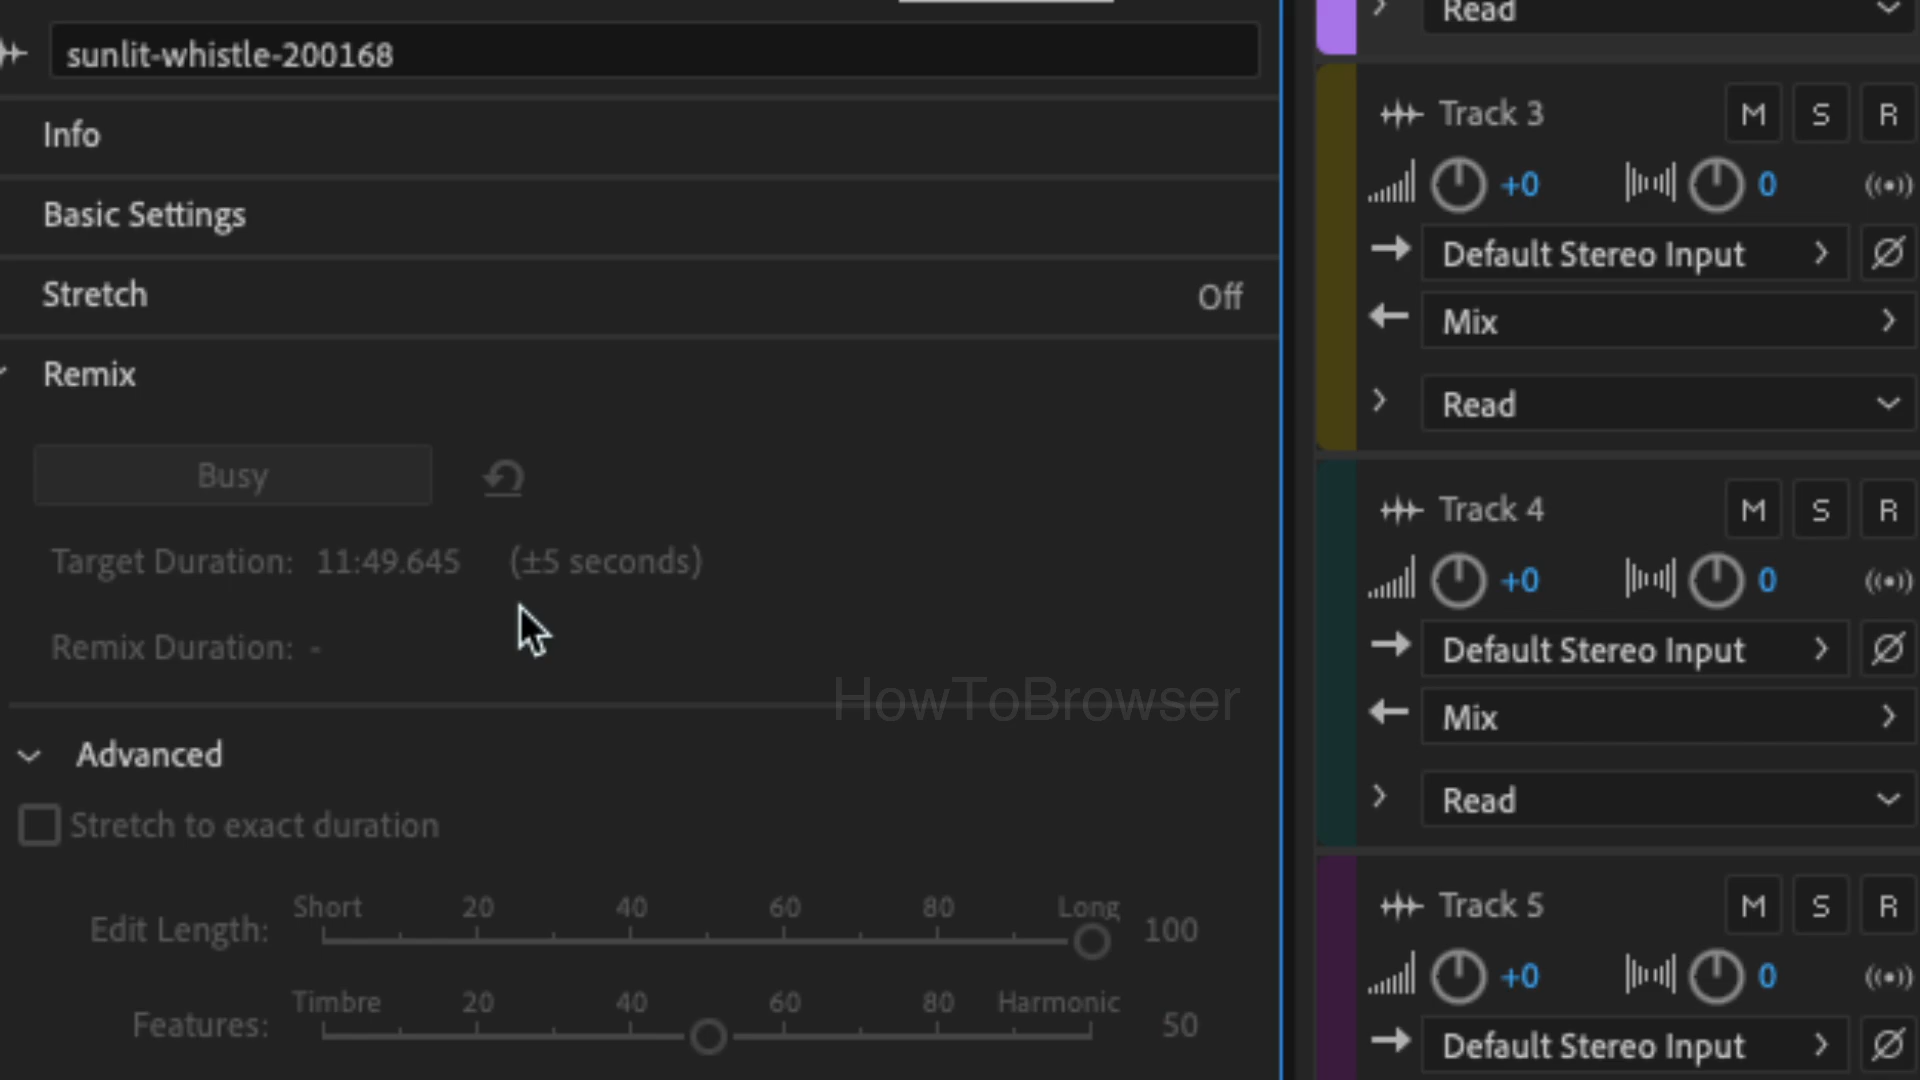 sunlit-whistle-200168
Info
Basic Settings
Stretch
Off
Remix
Busy
Target Duration: 11:49.645 (±5 seconds)
Remix Duration: -
HowToBrowser
Advanced
Stretch to exact duration
Short 20 40 60 80 Long
Edit Length: 100
Timbre 20 40 60 80 Harmonic
Features: 50
Read
Track 3 M S R
+0 0
Default Stereo Input
Mix
Read
Track 4 M S R
+0 0
Default Stereo Input
Mix
Read
Track 5 M S R
+0 0
Default Stereo Input